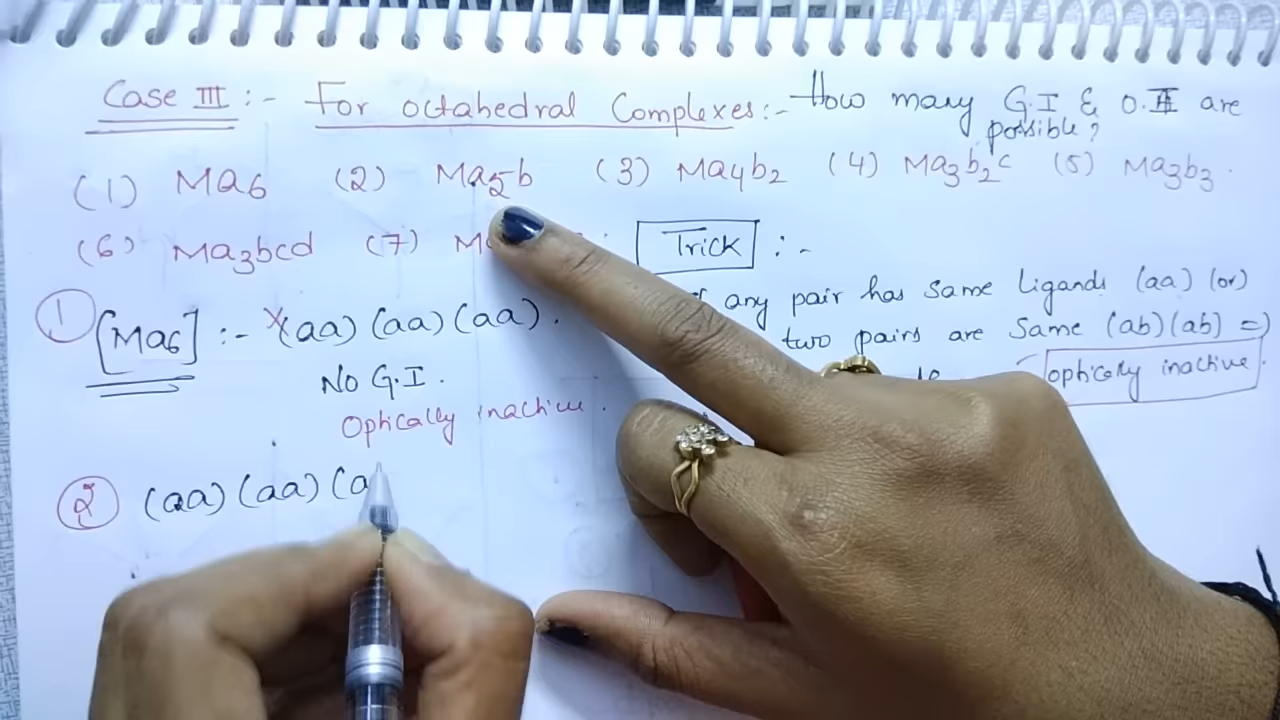 Case III :- For Octahedral Complexes:- How many G.I & O.I are possible?
(1) Ma6 (2) Ma5b (3) Ma4b2 (4) Ma3b2c (5) Ma3b3.
(6) Ma3bcd (7) Trick :-
any pair has same Ligands (aa) (or)
two pairs are same (ab)(ab) =)
optically inactive.
① [Ma6] :- (aa)(aa)(aa).
No G.I.
Optically inactive.
② (aa)(aa)(a